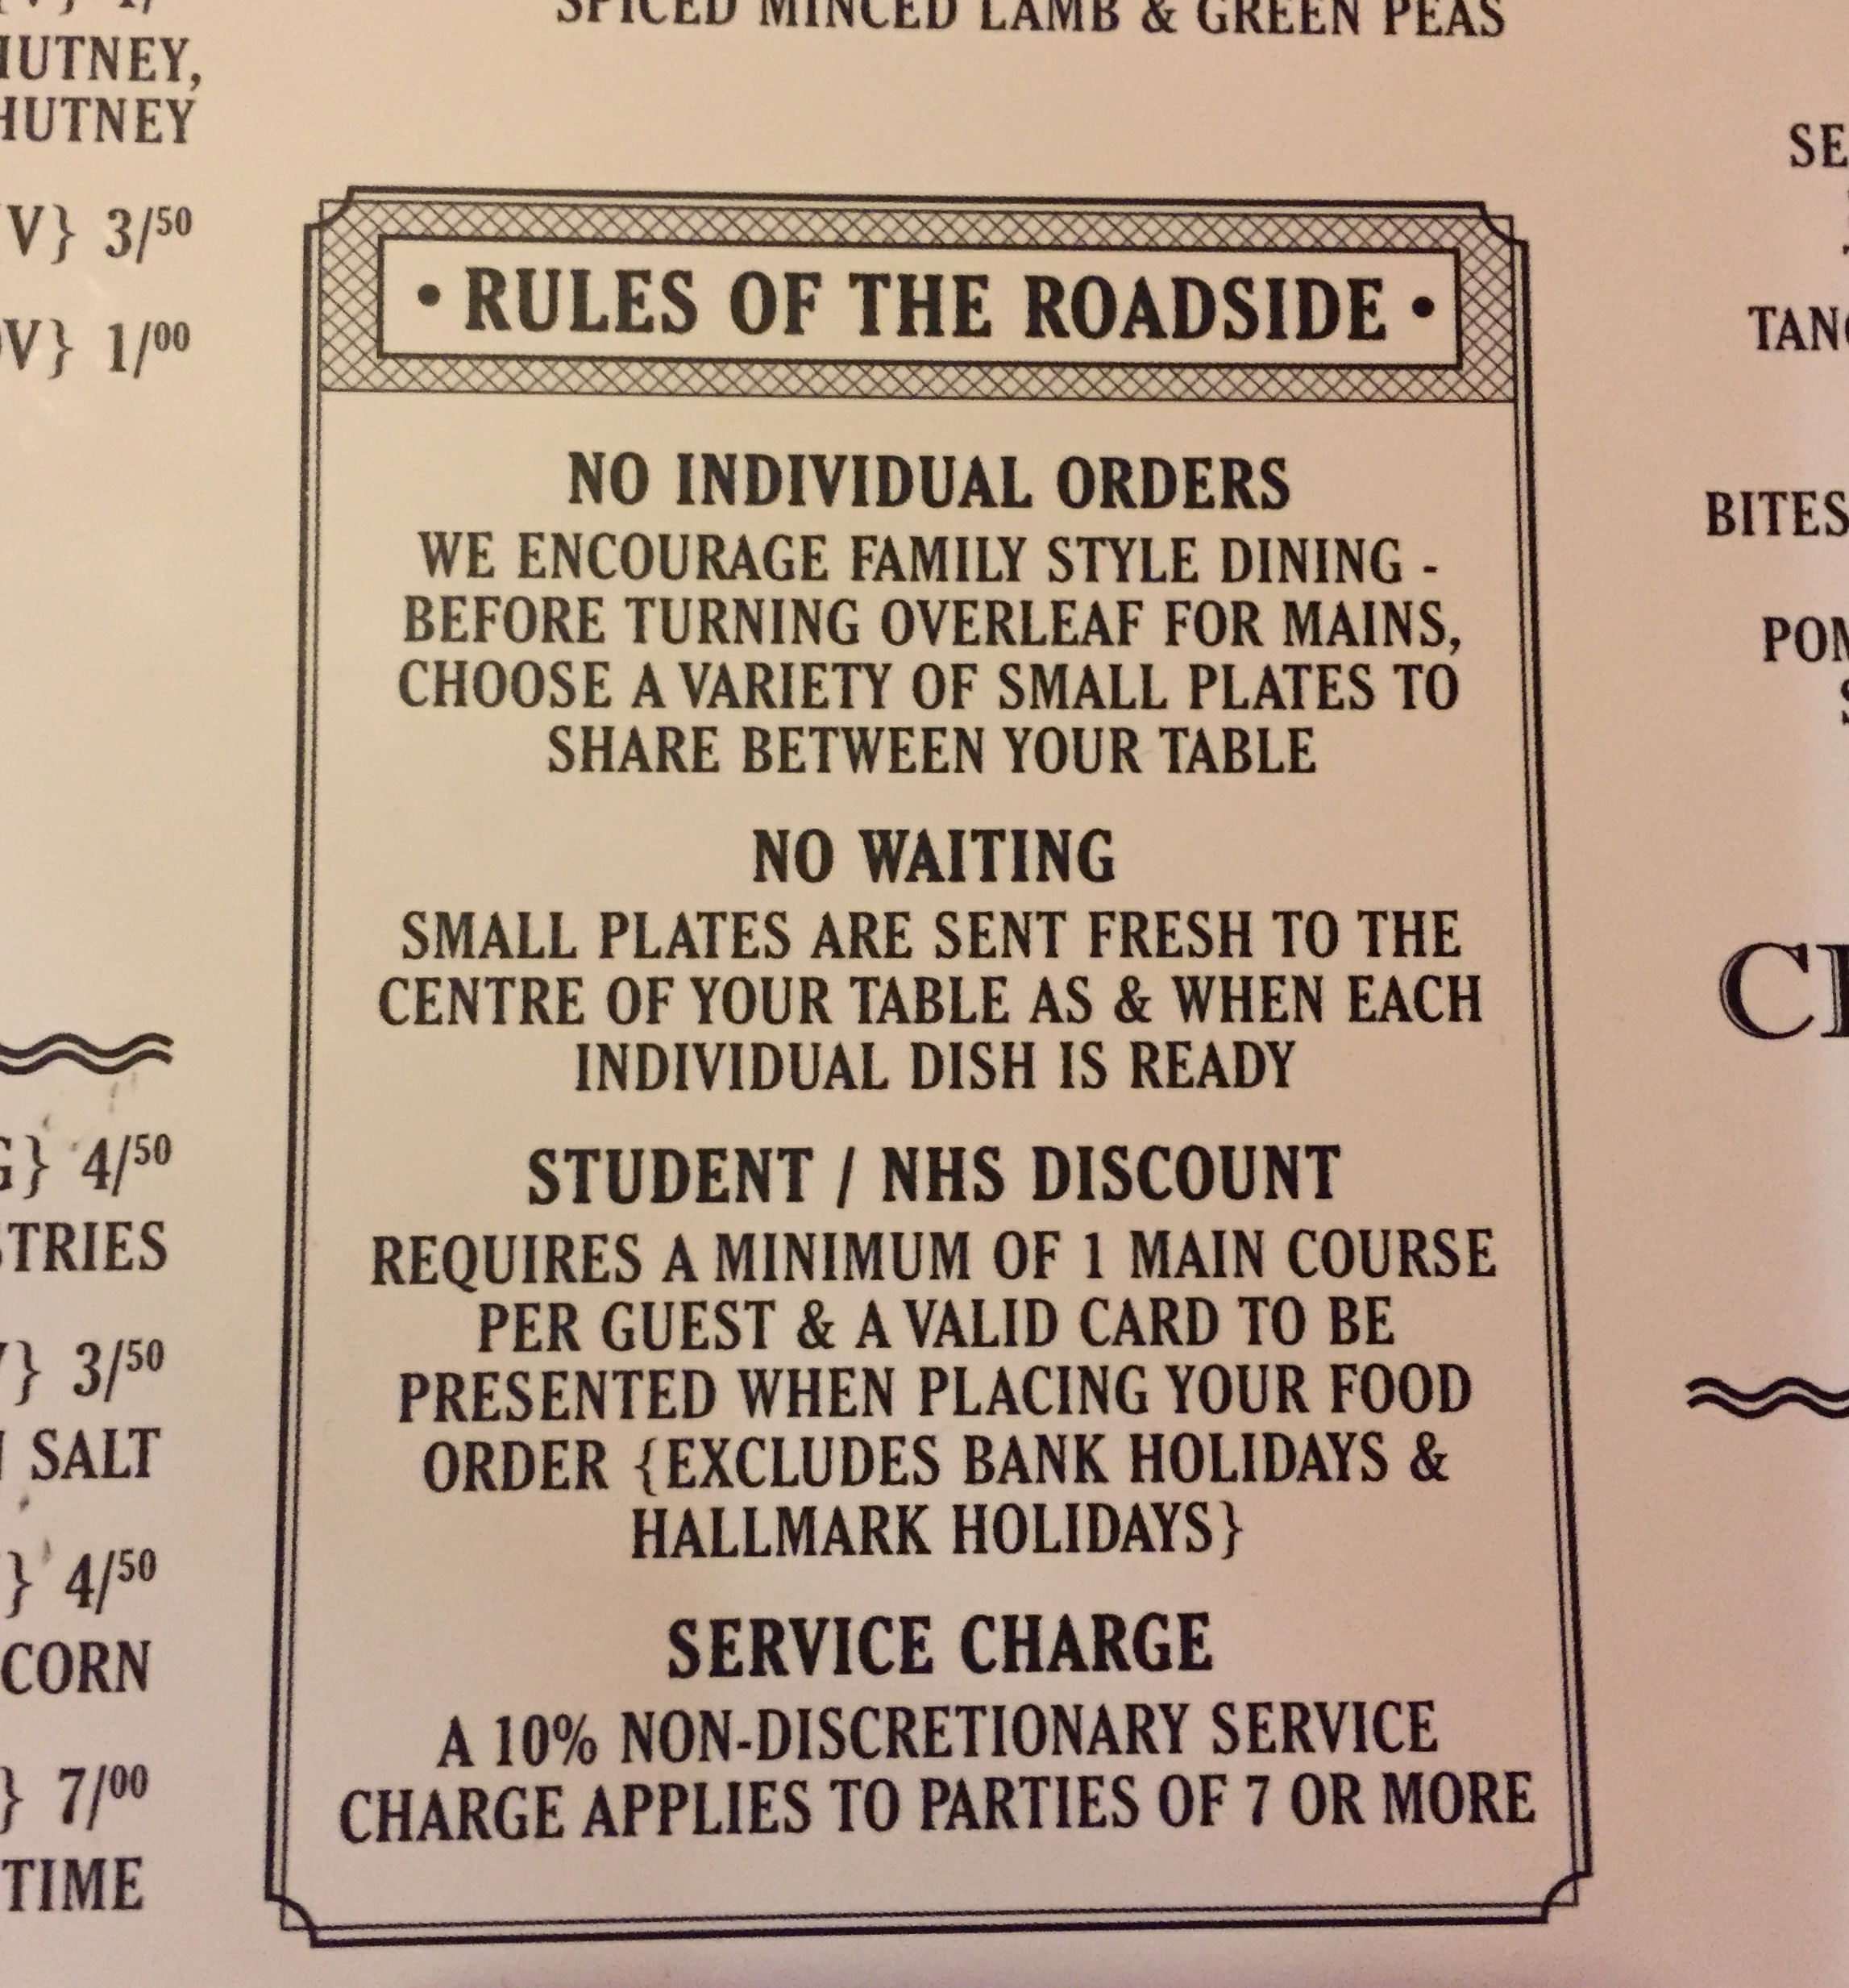 SPICED MINCED LAMB & GREEN PEAS
HUTNEY,
HUTNEY
V} 3/50
V} 1/00
• RULES OF THE ROADSIDE •
NO INDIVIDUAL ORDERS
WE ENCOURAGE FAMILY STYLE DINING -
BEFORE TURNING OVERLEAF FOR MAINS,
CHOOSE A VARIETY OF SMALL PLATES TO
SHARE BETWEEN YOUR TABLE
NO WAITING
SMALL PLATES ARE SENT FRESH TO THE
CENTRE OF YOUR TABLE AS & WHEN EACH
INDIVIDUAL DISH IS READY
STUDENT / NHS DISCOUNT
REQUIRES A MINIMUM OF 1 MAIN COURSE
PER GUEST & A VALID CARD TO BE
PRESENTED WHEN PLACING YOUR FOOD
ORDER {EXCLUDES BANK HOLIDAYS &
HALLMARK HOLIDAYS}
SERVICE CHARGE
A 10% NON-DISCRETIONARY SERVICE
CHARGE APPLIES TO PARTIES OF 7 OR MORE
G} 4/50
STRIES
} 3/50
SALT
} 4/50
CORN
} 7/00
TIME
SE
TAN
BITES
POM